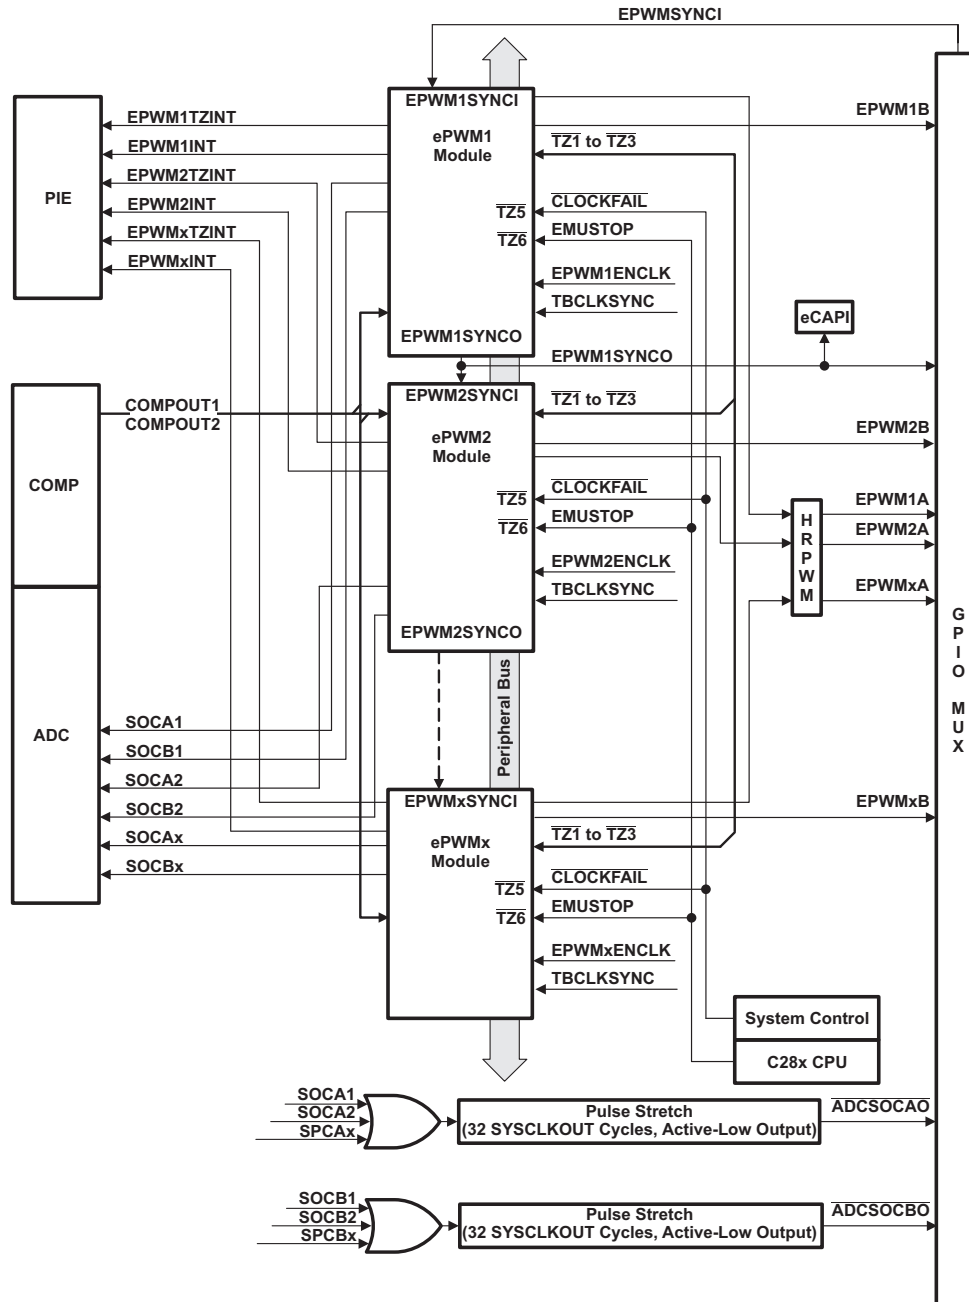 EPWMSYNCI
EPWM1SYNCI
EPWM1B
EPWM1TZINT
ePWM1
Module
TZ1 to TZ3
EPWM1INT
EPWM2TZINT
PIE
CLOCKFAIL
TZ5
EPWM2INT
EMUSTOP
TZ6
EPWMxTZINT
EPWMxINT
EPWM1ENCLK
TBCLKSYNC
eCAPI
EPWM1SYNCO
EPWM1SYNCO
EPWM2SYNCI
COMPOUT1
COMPOUT2
TZ1 to TZ3
ePWM2
Module
EPWM2B
COMP
CLOCKFAIL
TZ5
EMUSTOP
TZ6
HRPWM
EPWM1A
EPWM2A
EPWM2ENCLK
TBCLKSYNC
EPWMxA
EPWM2SYNCO
GPIO MUX
Peripheral Bus
ADC
SOCA1
SOCB1
SOCA2
SOCB2
SOCAx
SOCBx
EPWMxSYNCI
EPWMxB
ePWMx
Module
TZ1 to TZ3
CLOCKFAIL
TZ5
EMUSTOP
TZ6
EPWMxENCLK
TBCLKSYNC
System Control
C28x CPU
SOCA1
SOCA2
SPCAx
Pulse Stretch
(32 SYSCLKOUT Cycles, Active-Low Output)
ADCSOCAO
SOCB1
SOCB2
SPCBx
Pulse Stretch
(32 SYSCLKOUT Cycles, Active-Low Output)
ADCSOCBO